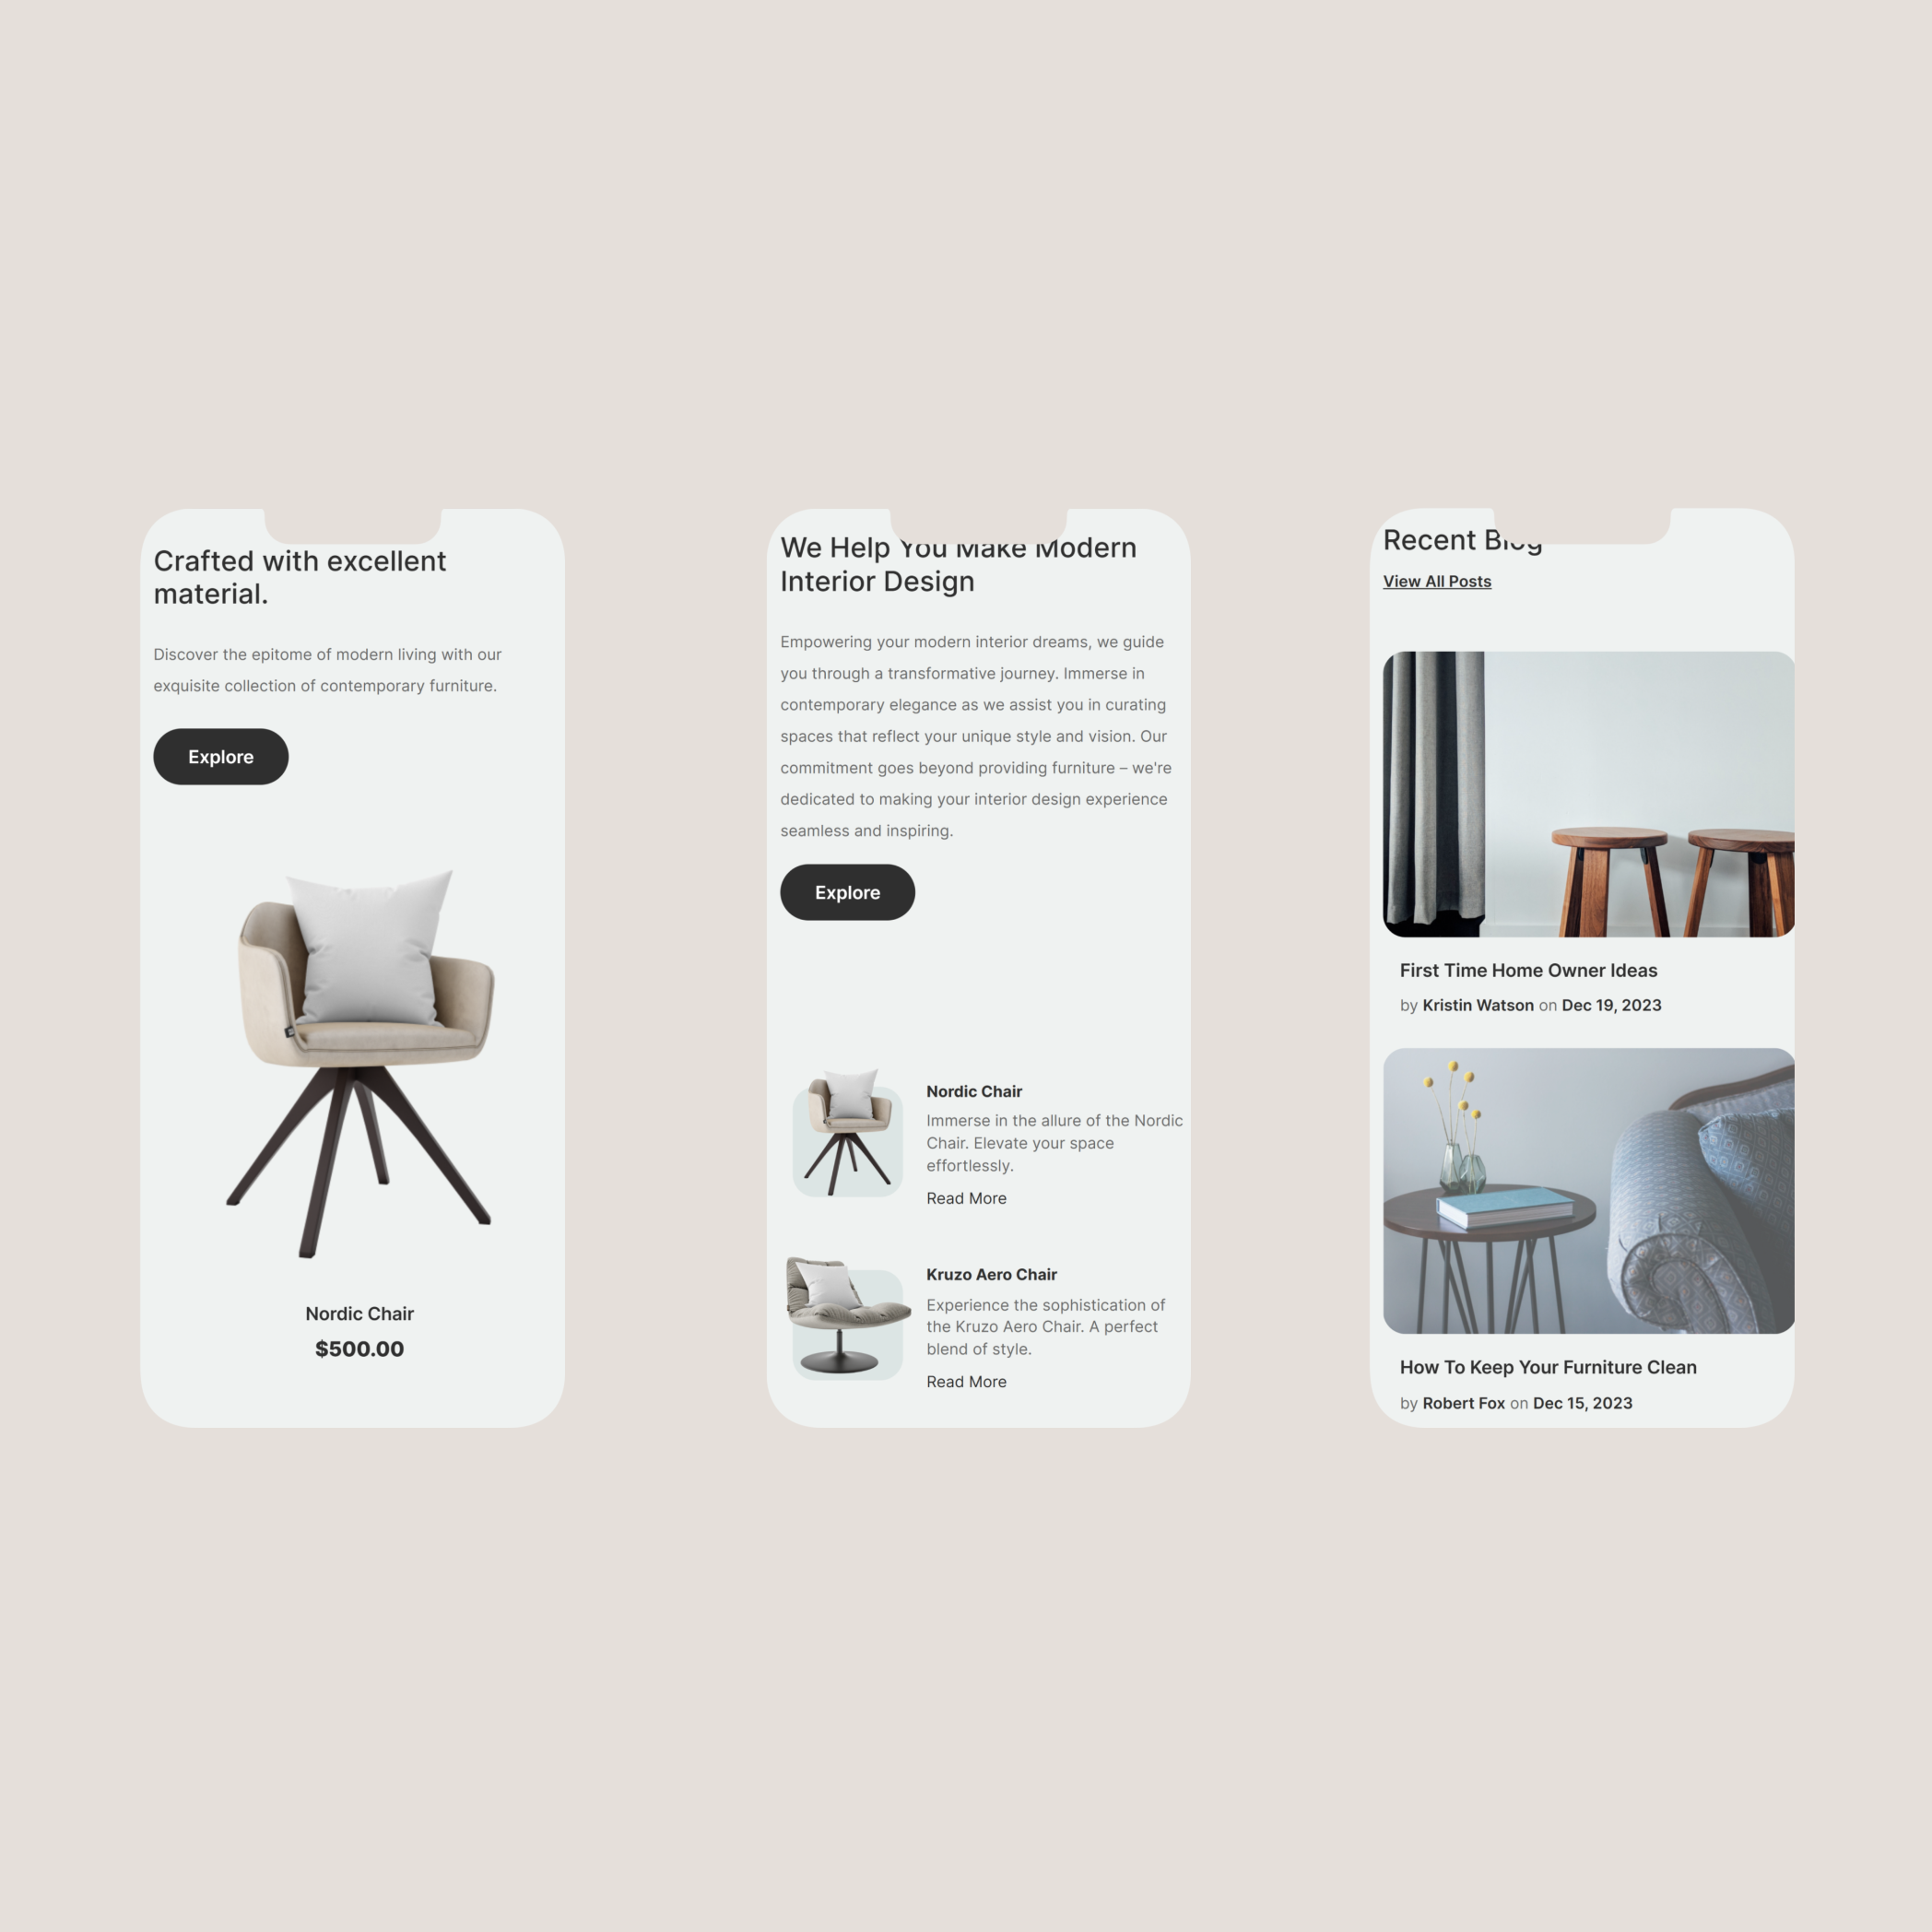 Crafted with excellent
material.
Discover the epitome of modern living with our
exquisite collection of contemporary furniture.
Explore
Nordic Chair
$500.00
We Help You Make Modern
Interior Design
Empowering your modern interior dreams, we guide
you through a transformative journey. Immerse in
contemporary elegance as we assist you in curating
spaces that reflect your unique style and vision. Our
commitment goes beyond providing furniture – we're
dedicated to making your interior design experience
seamless and inspiring.
Explore
Nordic Chair
Immerse in the allure of the Nordic
Chair. Elevate your space
effortlessly.
Read More
Kruzo Aero Chair
Experience the sophistication of
the Kruzo Aero Chair. A perfect
blend of style.
Read More
Recent Blog
View All Posts
First Time Home Owner Ideas
by Kristin Watson on Dec 19, 2023
How To Keep Your Furniture Clean
by Robert Fox on Dec 15, 2023